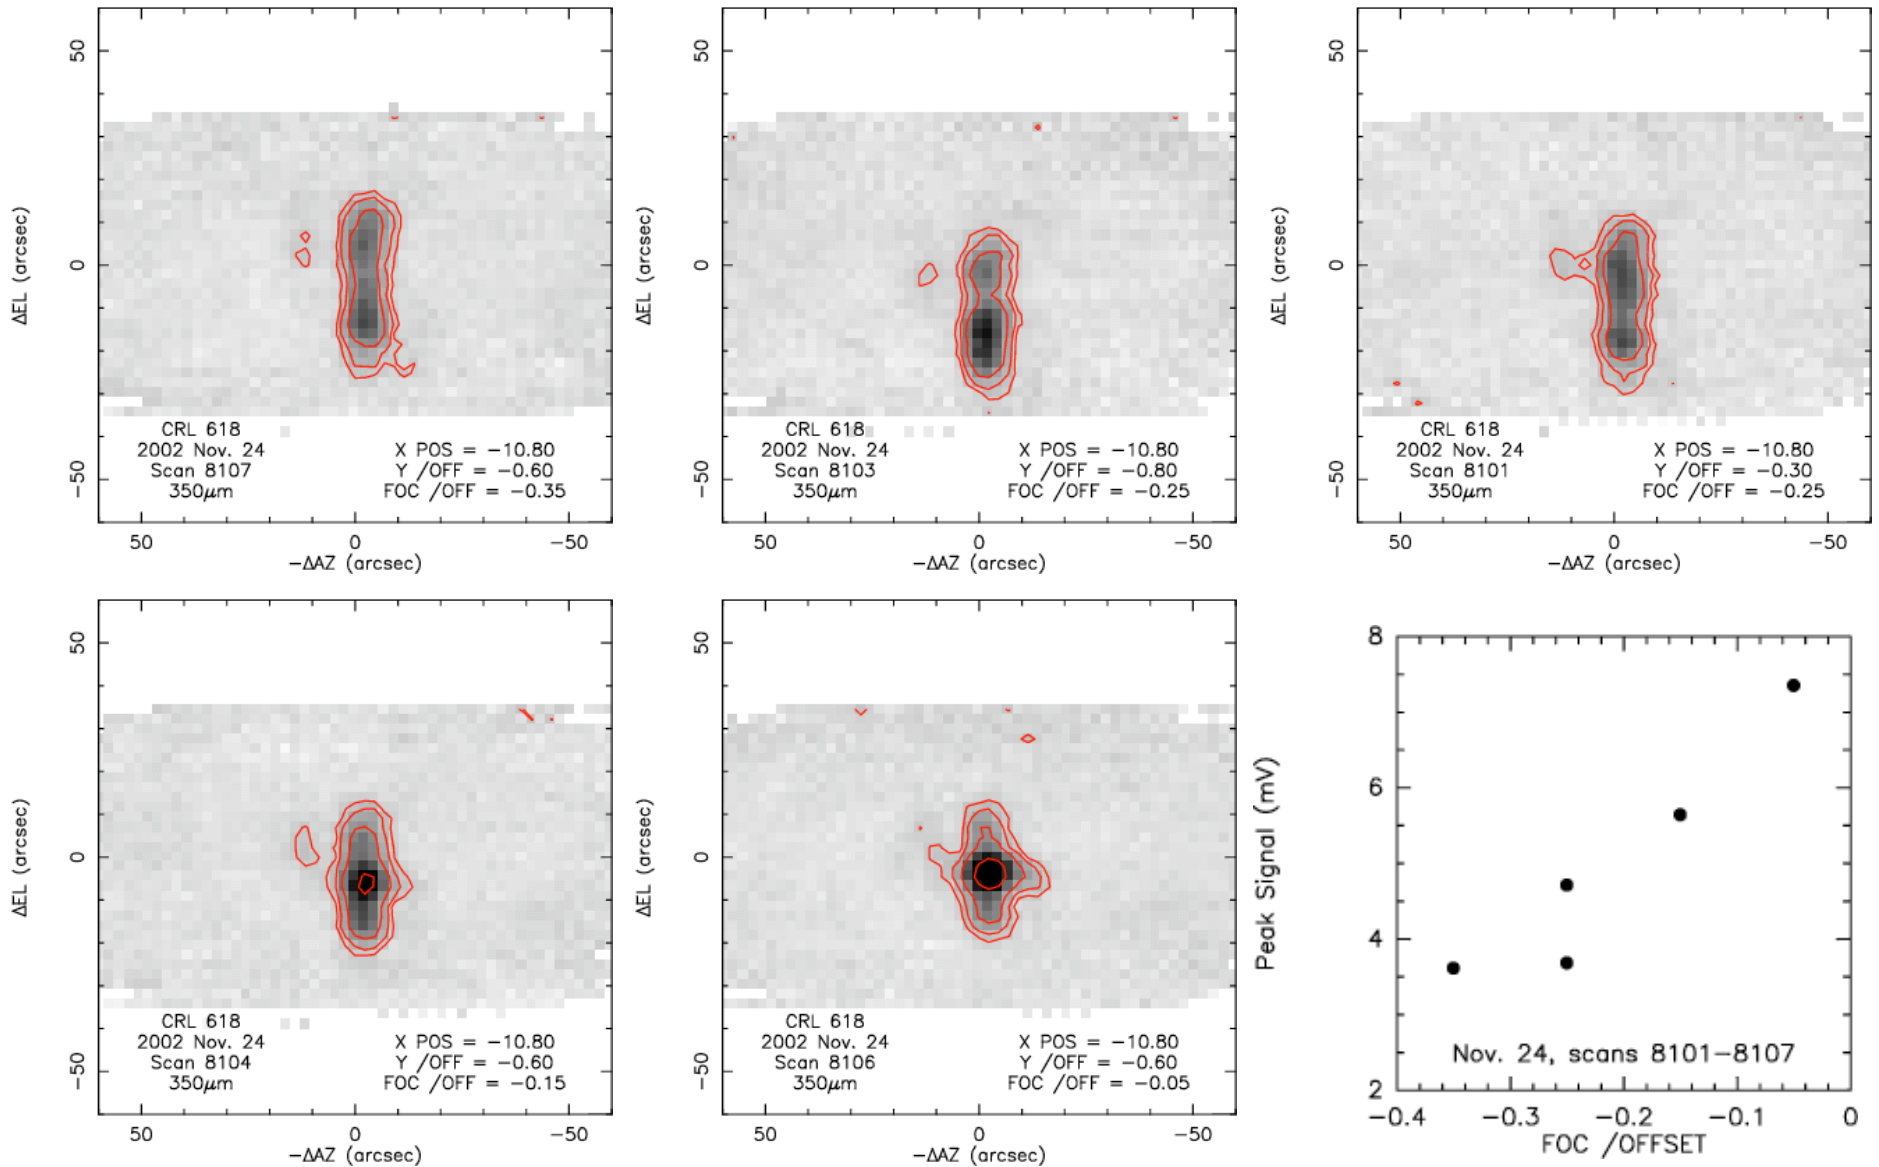 50
0
−50
ΔEL (arcsec)
CRL 618
2002 Nov. 24
Scan 8107
350μm
X POS = −10.80
Y /OFF = −0.60
FOC /OFF = −0.35
50
0
−50
−ΔAZ (arcsec)
50
0
−50
ΔEL (arcsec)
CRL 618
2002 Nov. 24
Scan 8103
350μm
X POS = −10.80
Y /OFF = −0.80
FOC /OFF = −0.25
50
0
−50
−ΔAZ (arcsec)
50
0
−50
ΔEL (arcsec)
CRL 618
2002 Nov. 24
Scan 8101
350μm
X POS = −10.80
Y /OFF = −0.30
FOC /OFF = −0.25
50
0
−50
−ΔAZ (arcsec)
50
0
−50
ΔEL (arcsec)
CRL 618
2002 Nov. 24
Scan 8104
350μm
X POS = −10.80
Y /OFF = −0.60
FOC /OFF = −0.15
50
0
−50
−ΔAZ (arcsec)
50
0
−50
ΔEL (arcsec)
CRL 618
2002 Nov. 24
Scan 8106
350μm
X POS = −10.80
Y /OFF = −0.60
FOC /OFF = −0.05
50
0
−50
−ΔAZ (arcsec)
8
6
4
2
Peak Signal (mV)
Nov. 24, scans 8101−8107
−0.4
−0.3
−0.2
−0.1
0
FOC /OFFSET